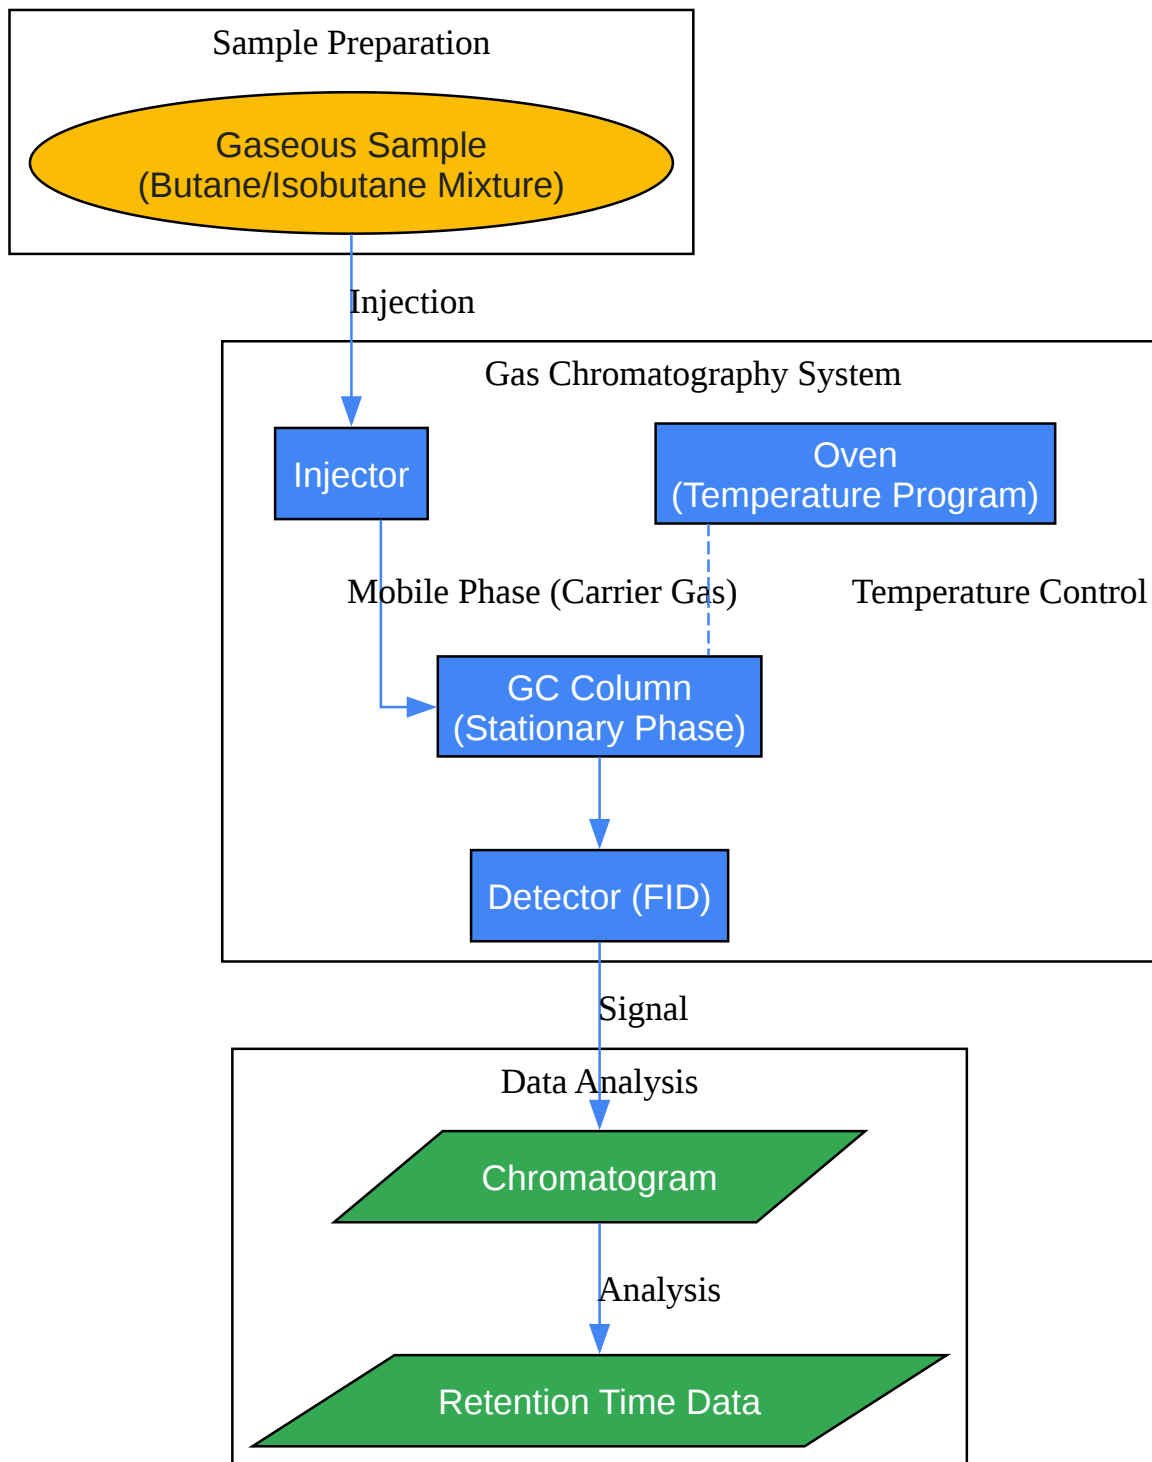 Sample Preparation
Gaseous Sample
(Butane/Isobutane Mixture)
Injection
Gas Chromatography System
Injector
Oven
(Temperature Program)
Mobile Phase (Carrier Gas)
Temperature Control
GC Column
(Stationary Phase)
Detector (FID)
Signal
Data Analysis
Chromatogram
Analysis
Retention Time Data